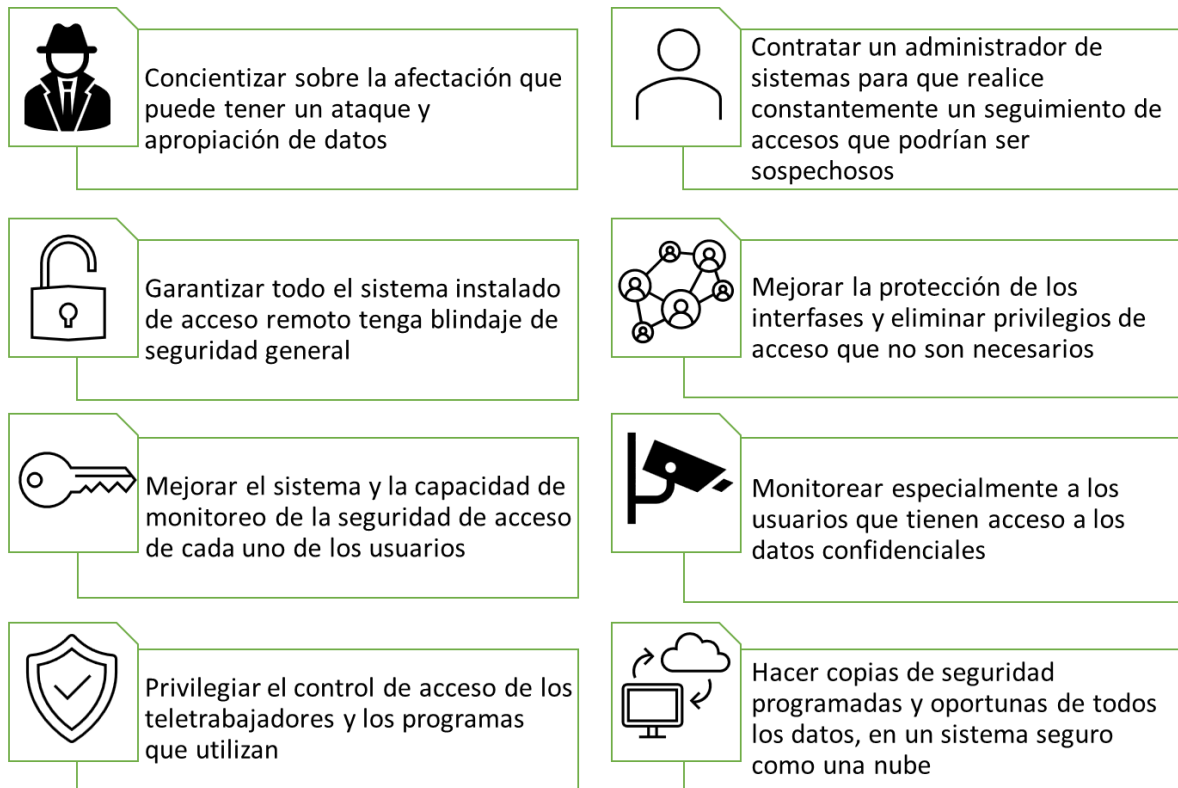 Concientizar sobre la afectación que
puede tener un ataque y
apropiación de datos
Contratar un administrador de
sistemas para que realice
constantemente un seguimiento de
accesos que podrían ser
sospechosos
Garantizar todo el sistema instalado
de acceso remoto tenga blindaje de
seguridad general
Mejorar la protección de los
interfases y eliminar privilegios de
acceso que no son necesarios
Mejorar el sistema y la capacidad de
monitoreo de la seguridad de acceso
de cada uno de los usuarios
Monitorear especialmente a los
usuarios que tienen acceso a los
datos confidenciales
Privilegiar el control de acceso de los
teletrabajadores y los programas
que utilizan
Hacer copias de seguridad
programadas y oportunas de todos
los datos, en un sistema seguro
como una nube